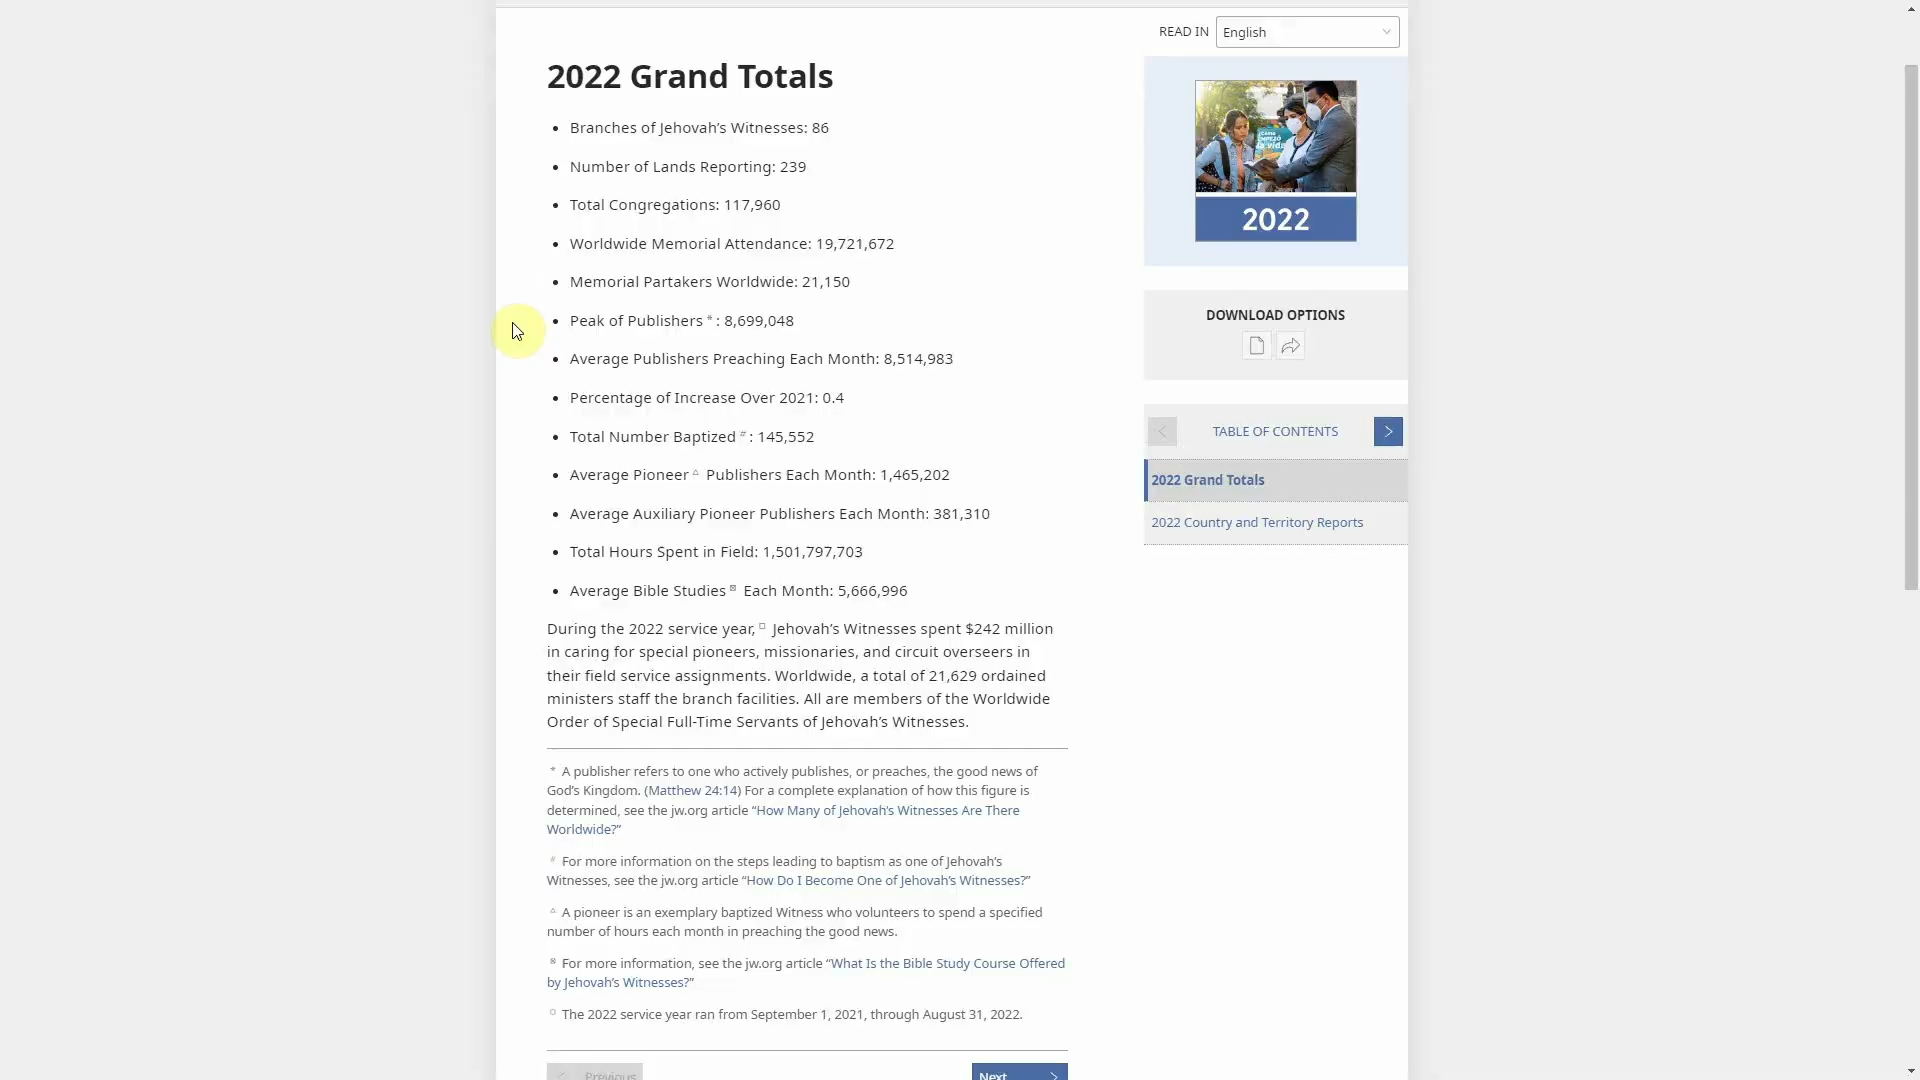 READ IN English
2022 Grand Totals
• Branches of Jehovah’s Witnesses: 86
• Number of Lands Reporting: 239
• Total Congregations: 117,960
• Worldwide Memorial Attendance: 19,721,672
• Memorial Partakers Worldwide: 21,150
• Peak of Publishers * : 8,699,048
• Average Publishers Preaching Each Month: 8,514,983
• Percentage of Increase Over 2021: 0.4
• Total Number Baptized # : 145,552
• Average Pioneer △ Publishers Each Month: 1,465,202
• Average Auxiliary Pioneer Publishers Each Month: 381,310
• Total Hours Spent in Field: 1,501,797,703
• Average Bible Studies ⊠ Each Month: 5,666,996
During the 2022 service year, □ Jehovah’s Witnesses spent $242 million
in caring for special pioneers, missionaries, and circuit overseers in
their field service assignments. Worldwide, a total of 21,629 ordained
ministers staff the branch facilities. All are members of the Worldwide
Order of Special Full-Time Servants of Jehovah’s Witnesses.
* A publisher refers to one who actively publishes, or preaches, the good news of
God’s Kingdom. (Matthew 24:14) For a complete explanation of how this figure is
determined, see the jw.org article “How Many of Jehovah’s Witnesses Are There
Worldwide?”
# For more information on the steps leading to baptism as one of Jehovah’s
Witnesses, see the jw.org article “How Do I Become One of Jehovah’s Witnesses?”
△ A pioneer is an exemplary baptized Witness who volunteers to spend a specified
number of hours each month in preaching the good news.
⊠ For more information, see the jw.org article “What Is the Bible Study Course Offered
by Jehovah’s Witnesses?”
□ The 2022 service year ran from September 1, 2021, through August 31, 2022.
Previous
Next
la vida
2022
DOWNLOAD OPTIONS
TABLE OF CONTENTS
2022 Grand Totals
2022 Country and Territory Reports